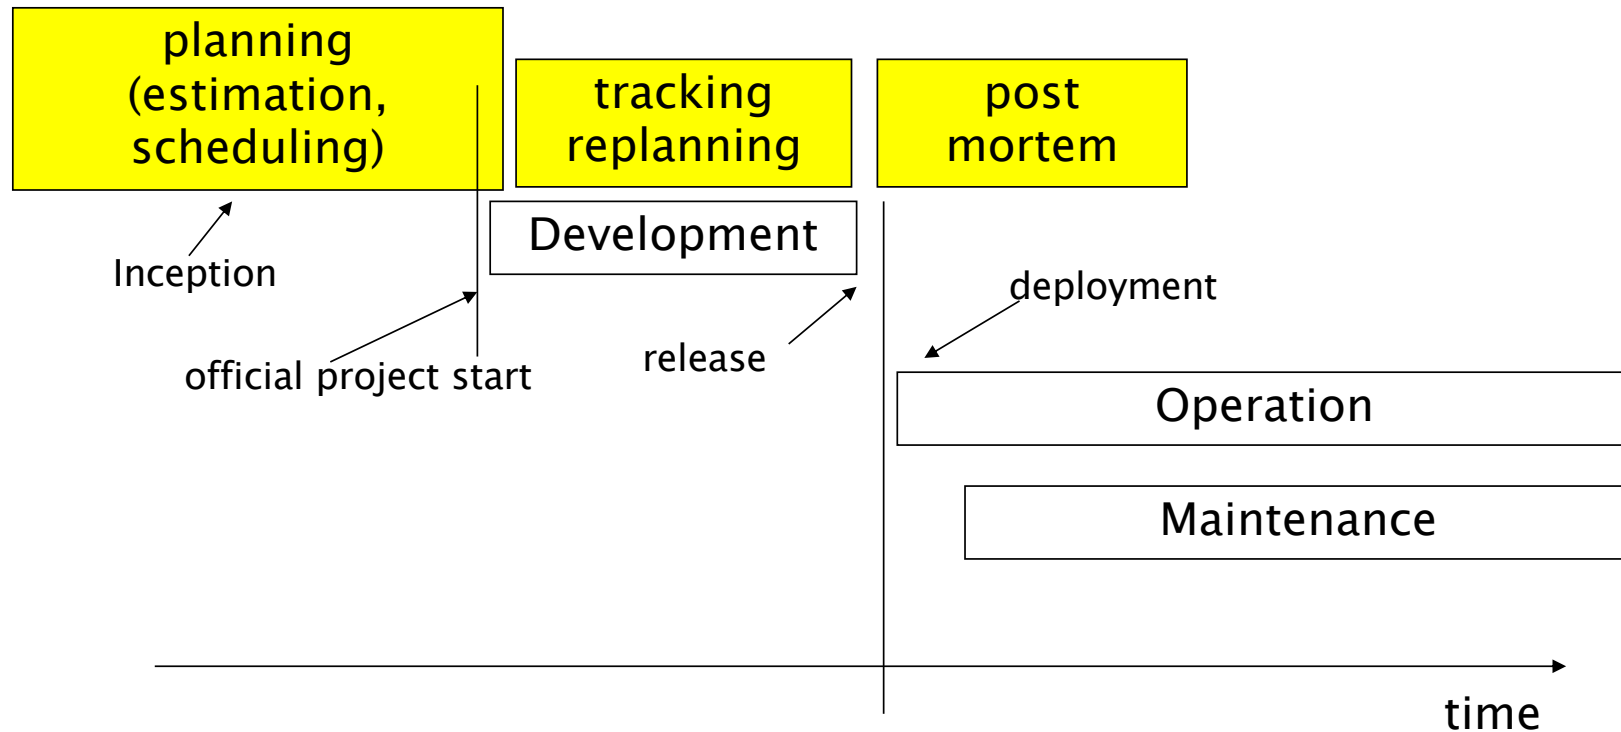 planning
(estimation,
scheduling)
tracking
replanning
post
mortem
Development
Inception
deployment
release
official project start
Operation
Maintenance
time